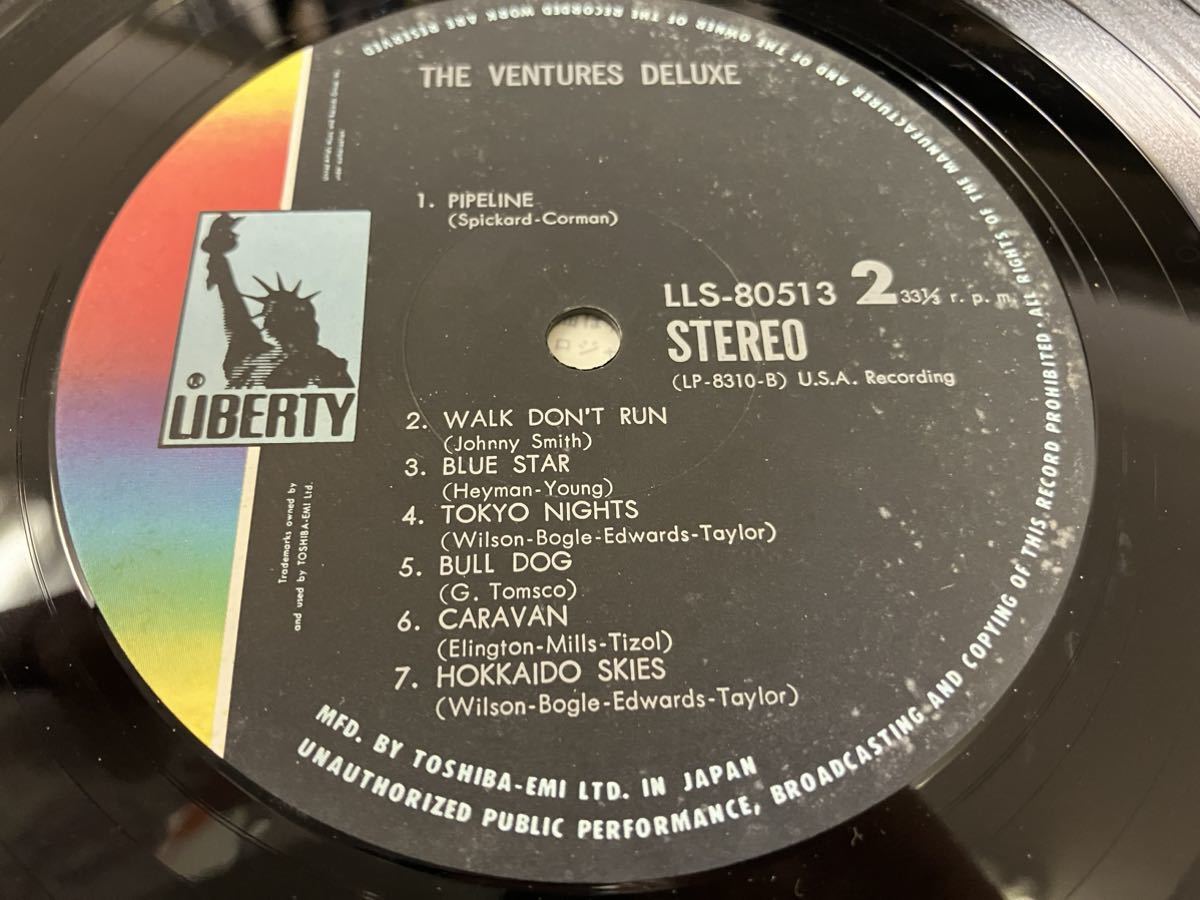 THE VENTURES DELUXE
1. PIPELINE
(Spickard-Corman)
LLS-80513 2 33⅓ r. p. m.
STEREO
(LP-8310-B) U.S.A. Recording
®
LIBERTY
2. WALK DON'T RUN
(Johnny Smith)
3. BLUE STAR
(Heyman-Young)
4. TOKYO NIGHTS
(Wilson-Bogle-Edwards-Taylor)
5. BULL DOG
(G. Tomsco)
6. CARAVAN
(Elington-Mills-Tizol)
7. HOKKAIDO SKIES
(Wilson-Bogle-Edwards-Taylor)
Trademarks owned by
and used by TOSHIBA-EMI Ltd.
MFD. BY TOSHIBA-EMI LTD. IN JAPAN
ALL RIGHTS OF THE MANUFACTURER AND OF THE OWNER OF THE RECORDED WORK ARE RESERVED
UNAUTHORIZED PUBLIC PERFORMANCE, BROADCASTING AND COPYING OF THIS RECORD PROHIBITED ·